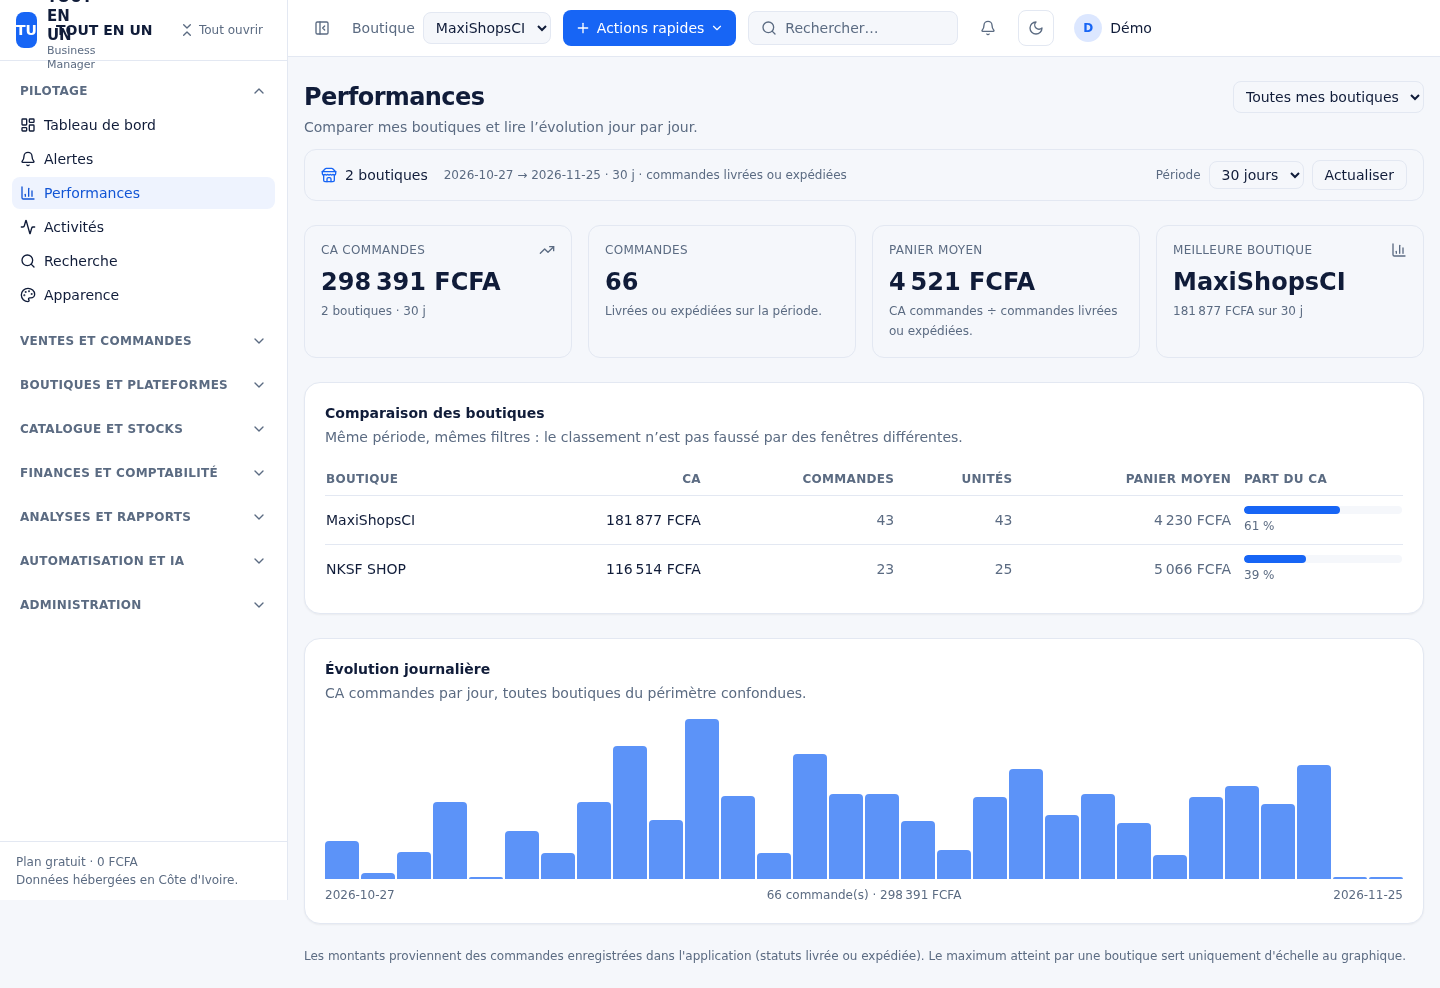 TU
TOUT
EN
UN
Business
Manager
TOUT EN UN
Tout ouvrir
Boutique
MaxiShopsCI
Actions rapides
Rechercher…
D
Démo
PILOTAGE
Tableau de bord
Alertes
Performances
Activités
Recherche
Apparence
VENTES ET COMMANDES
BOUTIQUES ET PLATEFORMES
CATALOGUE ET STOCKS
FINANCES ET COMPTABILITÉ
ANALYSES ET RAPPORTS
AUTOMATISATION ET IA
ADMINISTRATION
Plan gratuit · 0 FCFA
Données hébergées en Côte d'Ivoire.
Performances
Toutes mes boutiques
Comparer mes boutiques et lire l’évolution jour par jour.
2 boutiques
2026-10-27 → 2026-11-25 · 30 j · commandes livrées ou expédiées
Période
30 jours
Actualiser
CA COMMANDES
298 391 FCFA
2 boutiques · 30 j
COMMANDES
66
Livrées ou expédiées sur la période.
PANIER MOYEN
4 521 FCFA
CA commandes ÷ commandes livrées
ou expédiées.
MEILLEURE BOUTIQUE
MaxiShopsCI
181 877 FCFA sur 30 j
Comparaison des boutiques
Même période, mêmes filtres : le classement n’est pas faussé par des fenêtres différentes.
BOUTIQUE CA COMMANDES UNITÉS PANIER MOYEN PART DU CA
MaxiShopsCI 181 877 FCFA 43 43 4 230 FCFA 61 %
NKSF SHOP 116 514 FCFA 23 25 5 066 FCFA 39 %
Évolution journalière
CA commandes par jour, toutes boutiques du périmètre confondues.
2026-10-27 66 commande(s) · 298 391 FCFA 2026-11-25
Les montants proviennent des commandes enregistrées dans l'application (statuts livrée ou expédiée). Le maximum atteint par une boutique sert uniquement d'échelle au graphique.